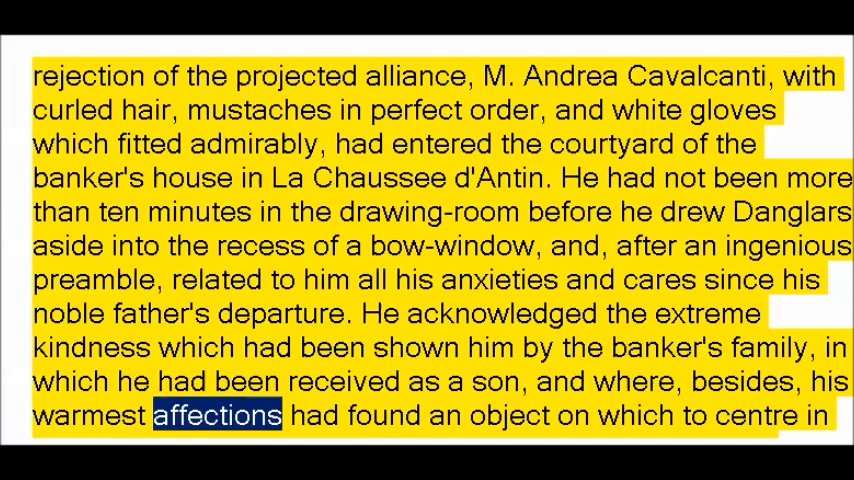 rejection of the projected alliance, M. Andrea Cavalcanti, with
curled hair, mustaches in perfect order, and white gloves
which fitted admirably, had entered the courtyard of the
banker's house in La Chaussee d'Antin. He had not been more
than ten minutes in the drawing-room before he drew Danglars
aside into the recess of a bow-window, and, after an ingenious
preamble, related to him all his anxieties and cares since his
noble father's departure. He acknowledged the extreme
kindness which had been shown him by the banker's family, in
which he had been received as a son, and where, besides, his
warmest affections had found an object on which to centre in